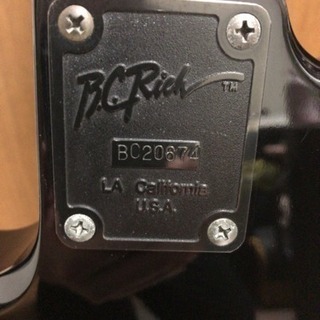 B.C. Rich TM
BC20674
LA California
U.S.A.